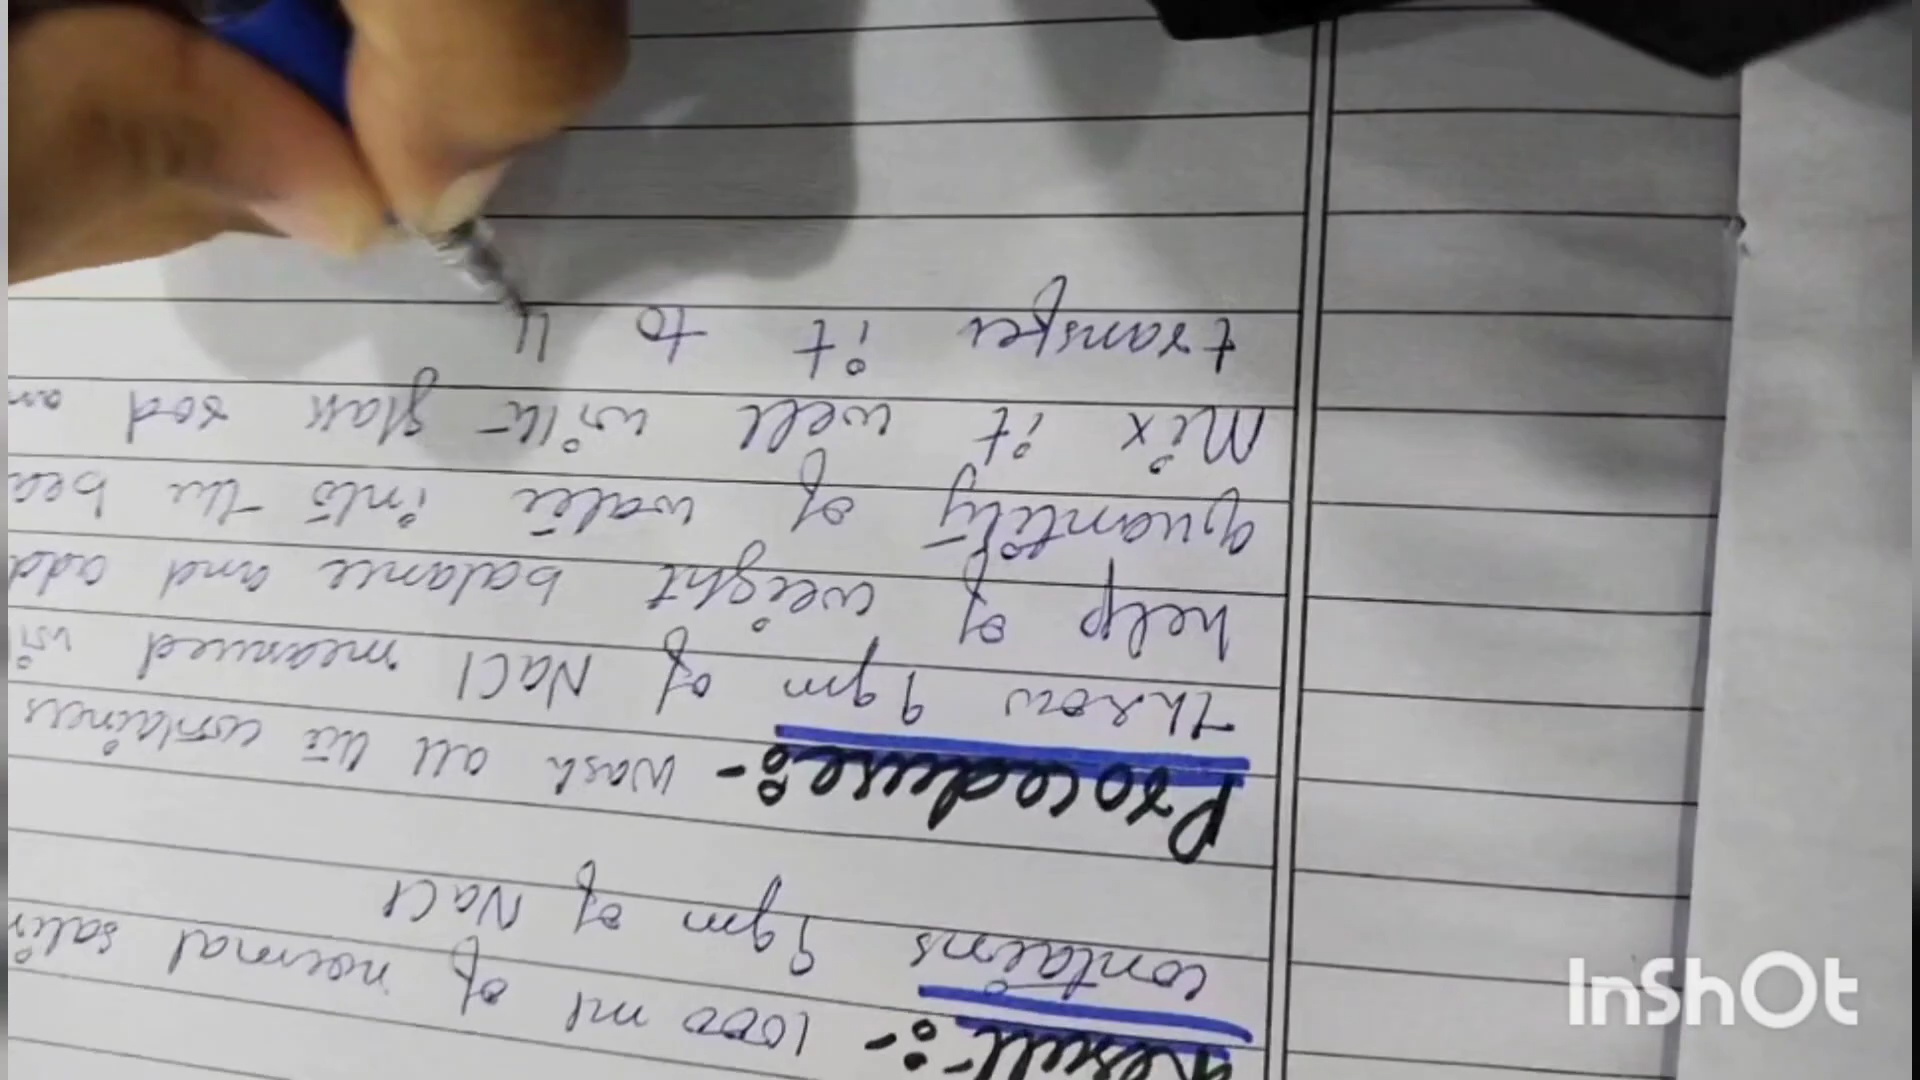 Result:- 1000 ml of normal
contains 9gm of NaCl
Procedure:- Wash all the containers
throw 9gm of NaCl measured
help of weight balance and add
quantity of water into the
Mix it well with glass rod
transfer it to
InShOt